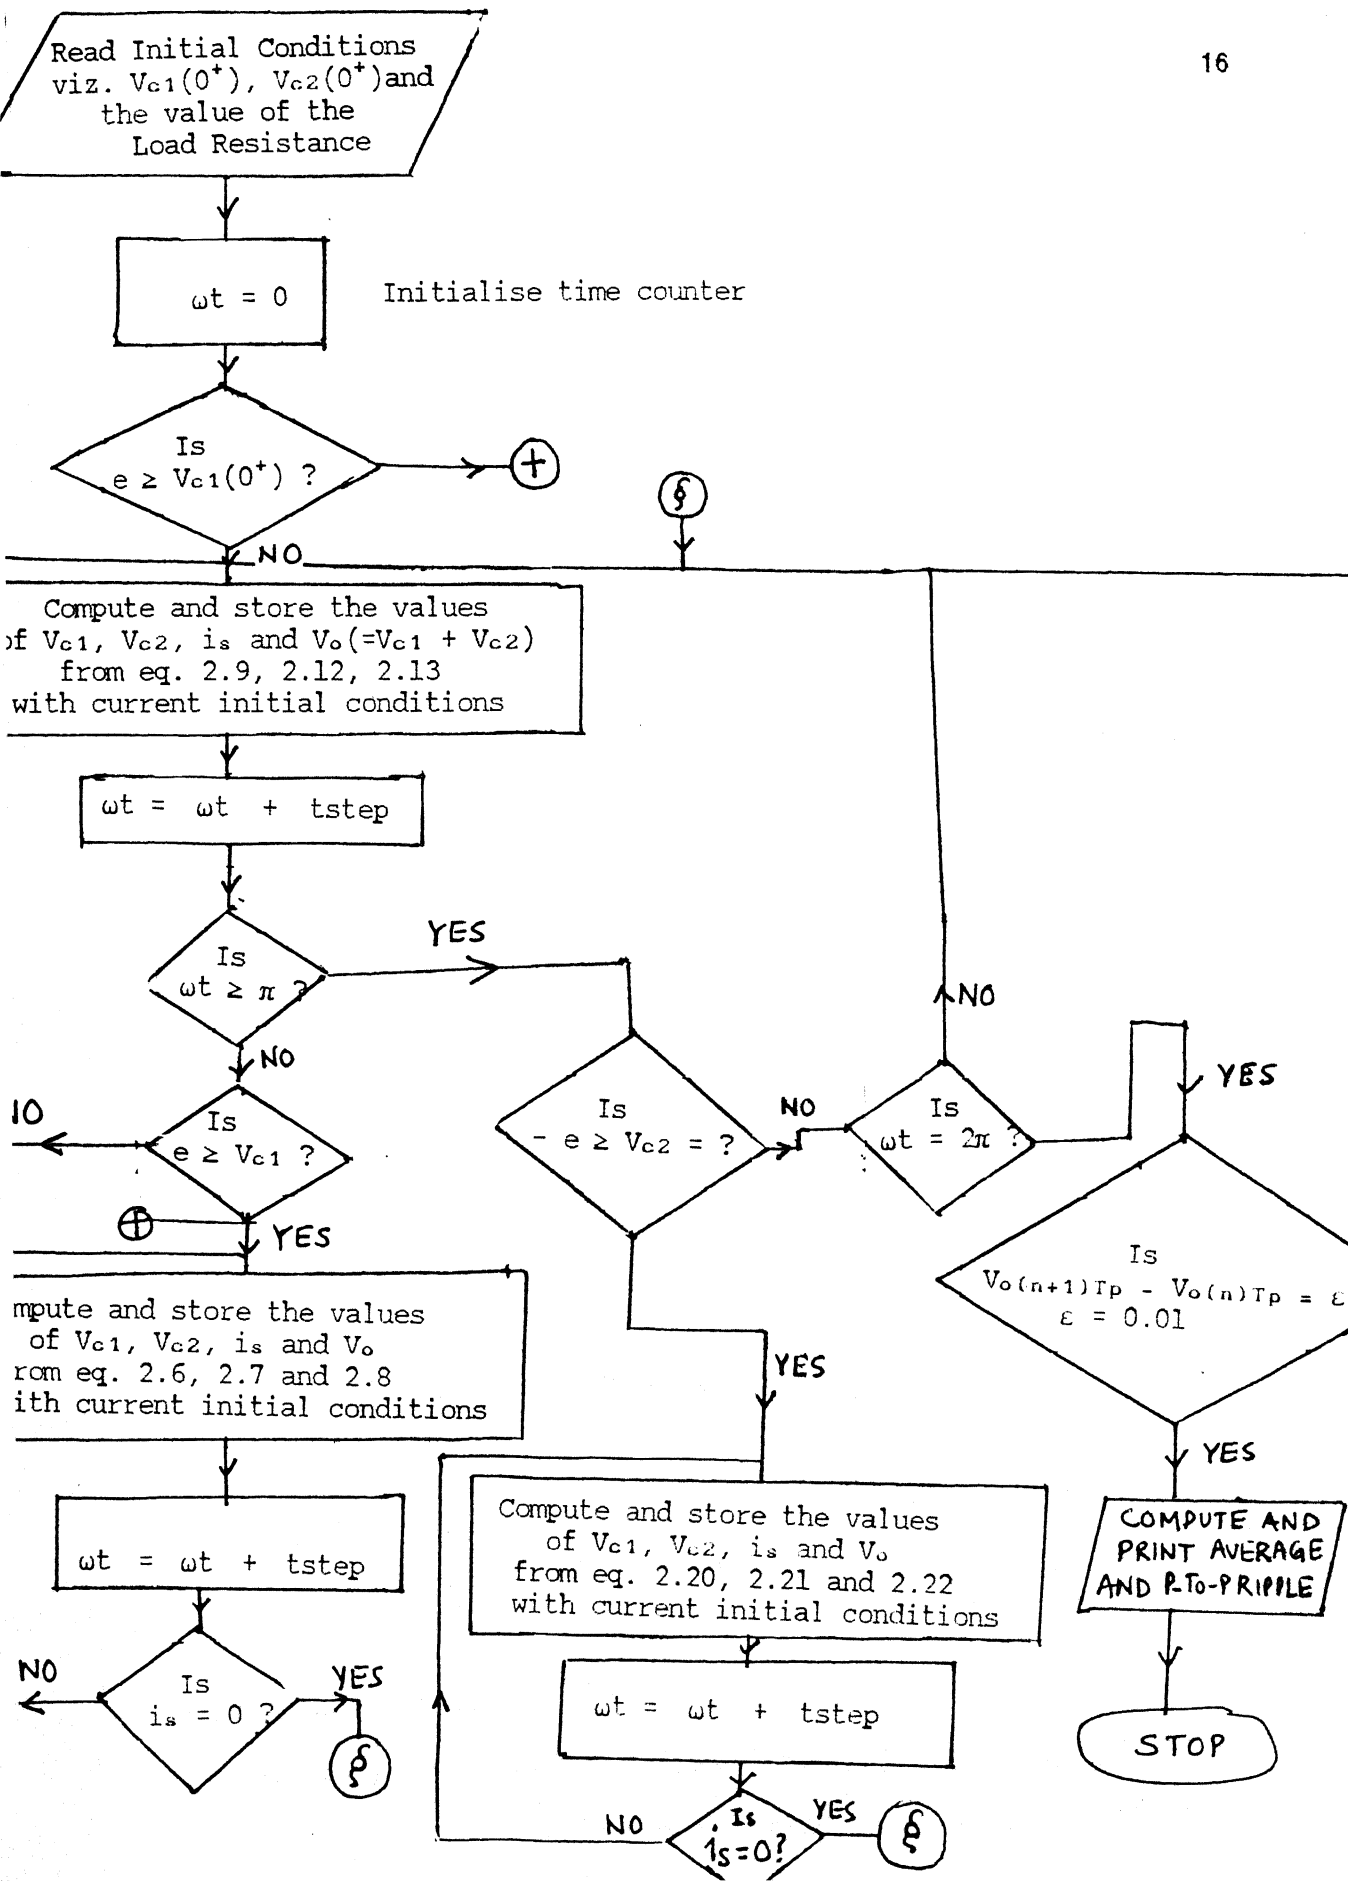 16
Read Initial Conditions
viz. Vc1(0+), Vc2(0+) and
the value of the
Load Resistance
ωt = 0
Initialise time counter
Is
e ≥ Vc1(0+) ?
+
§
NO
Compute and store the values
of Vc1, Vc2, is and Vo(=Vc1 + Vc2)
from eq. 2.9, 2.12, 2.13
with current initial conditions
ωt = ωt + tstep
Is
ωt ≥ π ?
YES
NO
Is
e ≥ Vc1 ?
+
YES
mpute and store the values
of Vc1, Vc2, is and Vo
rom eq. 2.6, 2.7 and 2.8
ith current initial conditions
ωt = ωt + tstep
Is
is = 0 ?
NO
YES
§
Is
- e ≥ Vc2 = ?
NO
YES
Compute and store the values
of Vc1, Vc2, is and Vo
from eq. 2.20, 2.21 and 2.22
with current initial conditions
ωt = ωt + tstep
Is
is=0?
NO
YES
§
Is
ωt = 2π ?
NO
YES
Is
Vo(n+1)Tp - Vo(n)Tp = ε
ε = 0.01
YES
COMPUTE AND
PRINT AVERAGE
AND P-TO-P RIPPLE
STOP